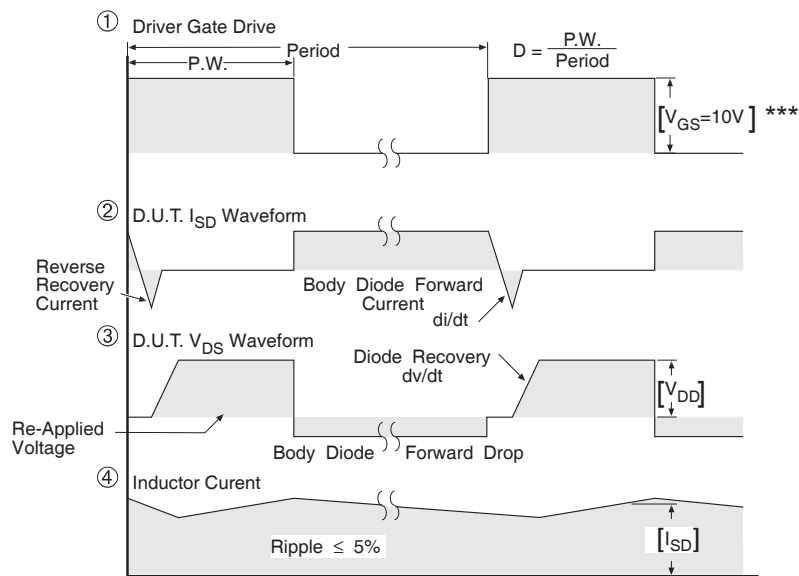 ① Driver Gate Drive
Period
P.W.
D = P.W. / Period
[VGS=10V] ***
② D.U.T. ISD Waveform
Reverse
Recovery
Current
Body Diode Forward
Current
di/dt
③ D.U.T. VDS Waveform
Diode Recovery
dv/dt
[VDD]
Re-Applied
Voltage
Body Diode Forward Drop
④ Inductor Curent
Ripple ≤ 5%
[ISD]